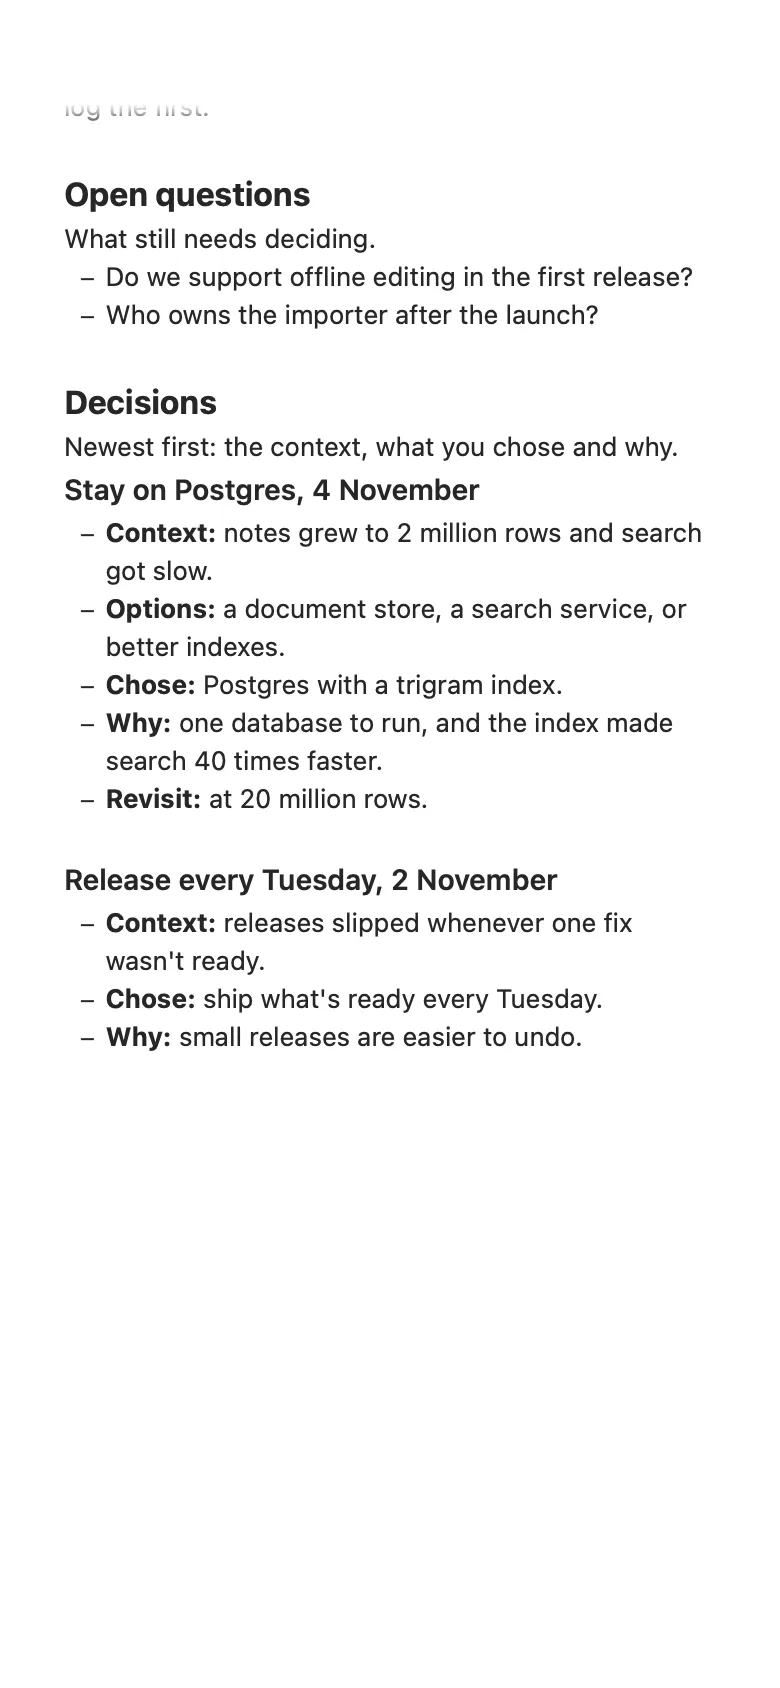 log the first.
Open questions
What still needs deciding.
– Do we support offline editing in the first release?
– Who owns the importer after the launch?
Decisions
Newest first: the context, what you chose and why.
Stay on Postgres, 4 November
– Context: notes grew to 2 million rows and search
got slow.
– Options: a document store, a search service, or
better indexes.
– Chose: Postgres with a trigram index.
– Why: one database to run, and the index made
search 40 times faster.
– Revisit: at 20 million rows.
Release every Tuesday, 2 November
– Context: releases slipped whenever one fix
wasn't ready.
– Chose: ship what's ready every Tuesday.
– Why: small releases are easier to undo.